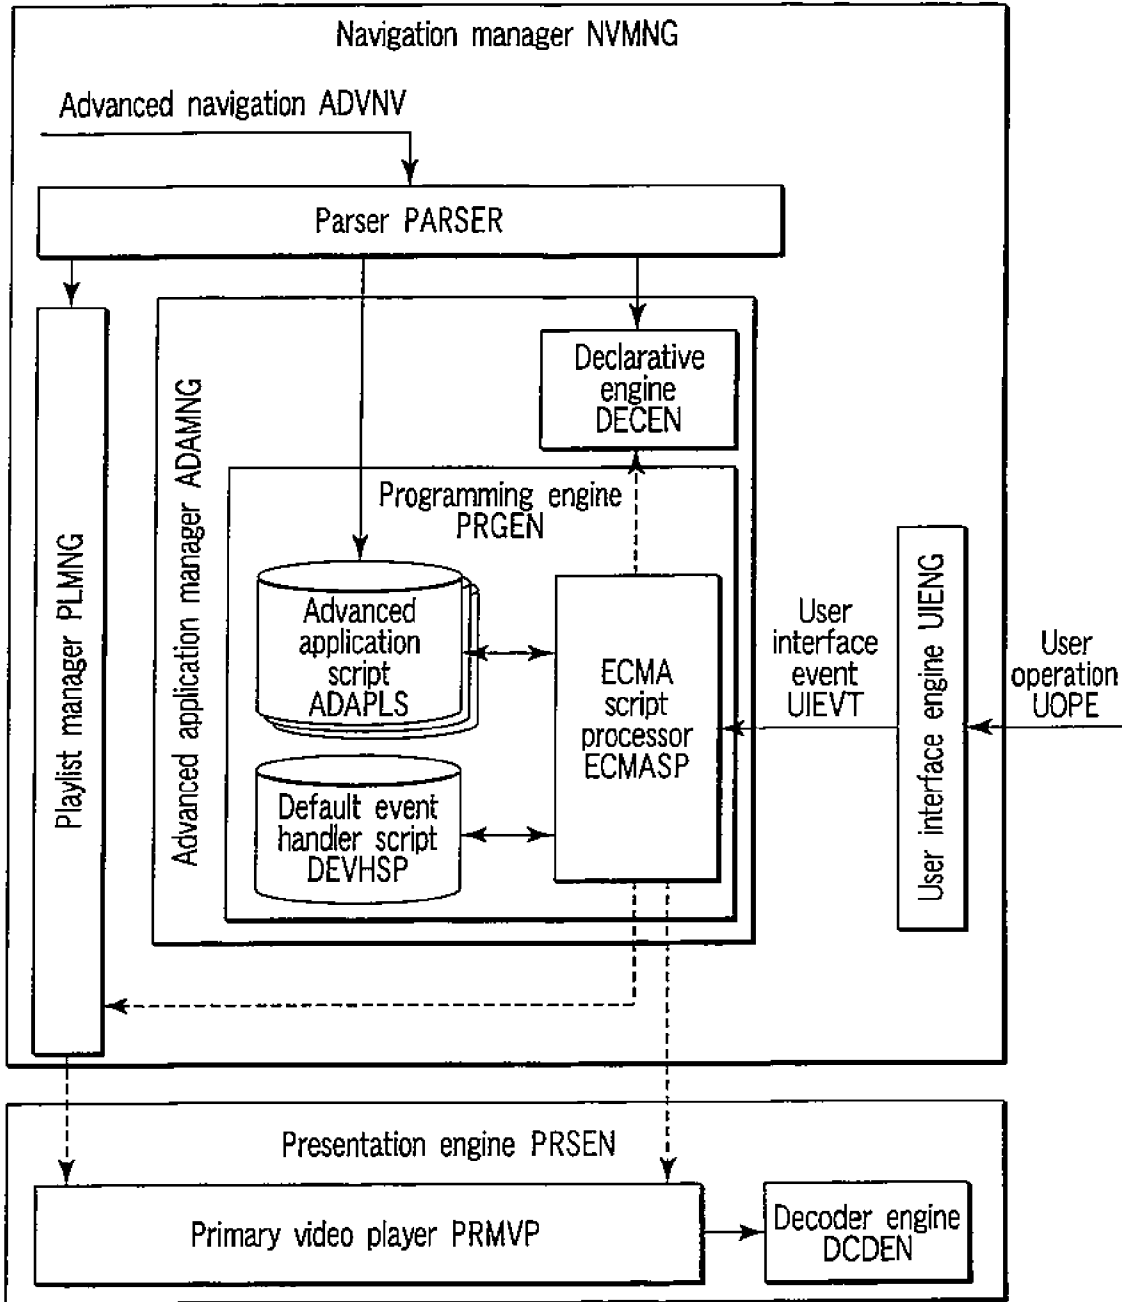 Navigation manager NVMNG
Advanced navigation ADVNV
Parser PARSER
Playlist manager PLMNG
Advanced application manager ADAMNG
Declarative
engine
DECEN
Programming engine
PRGEN
Advanced
application
script
ADAPLS
Default event
handler script
DEVHSP
ECMA
script
processor
ECMASP
User
interface
event
UIEVT
User interface engine UIENG
User
operation
UOPE
Presentation engine PRSEN
Primary video player PRMVP
Decoder engine
DCDEN